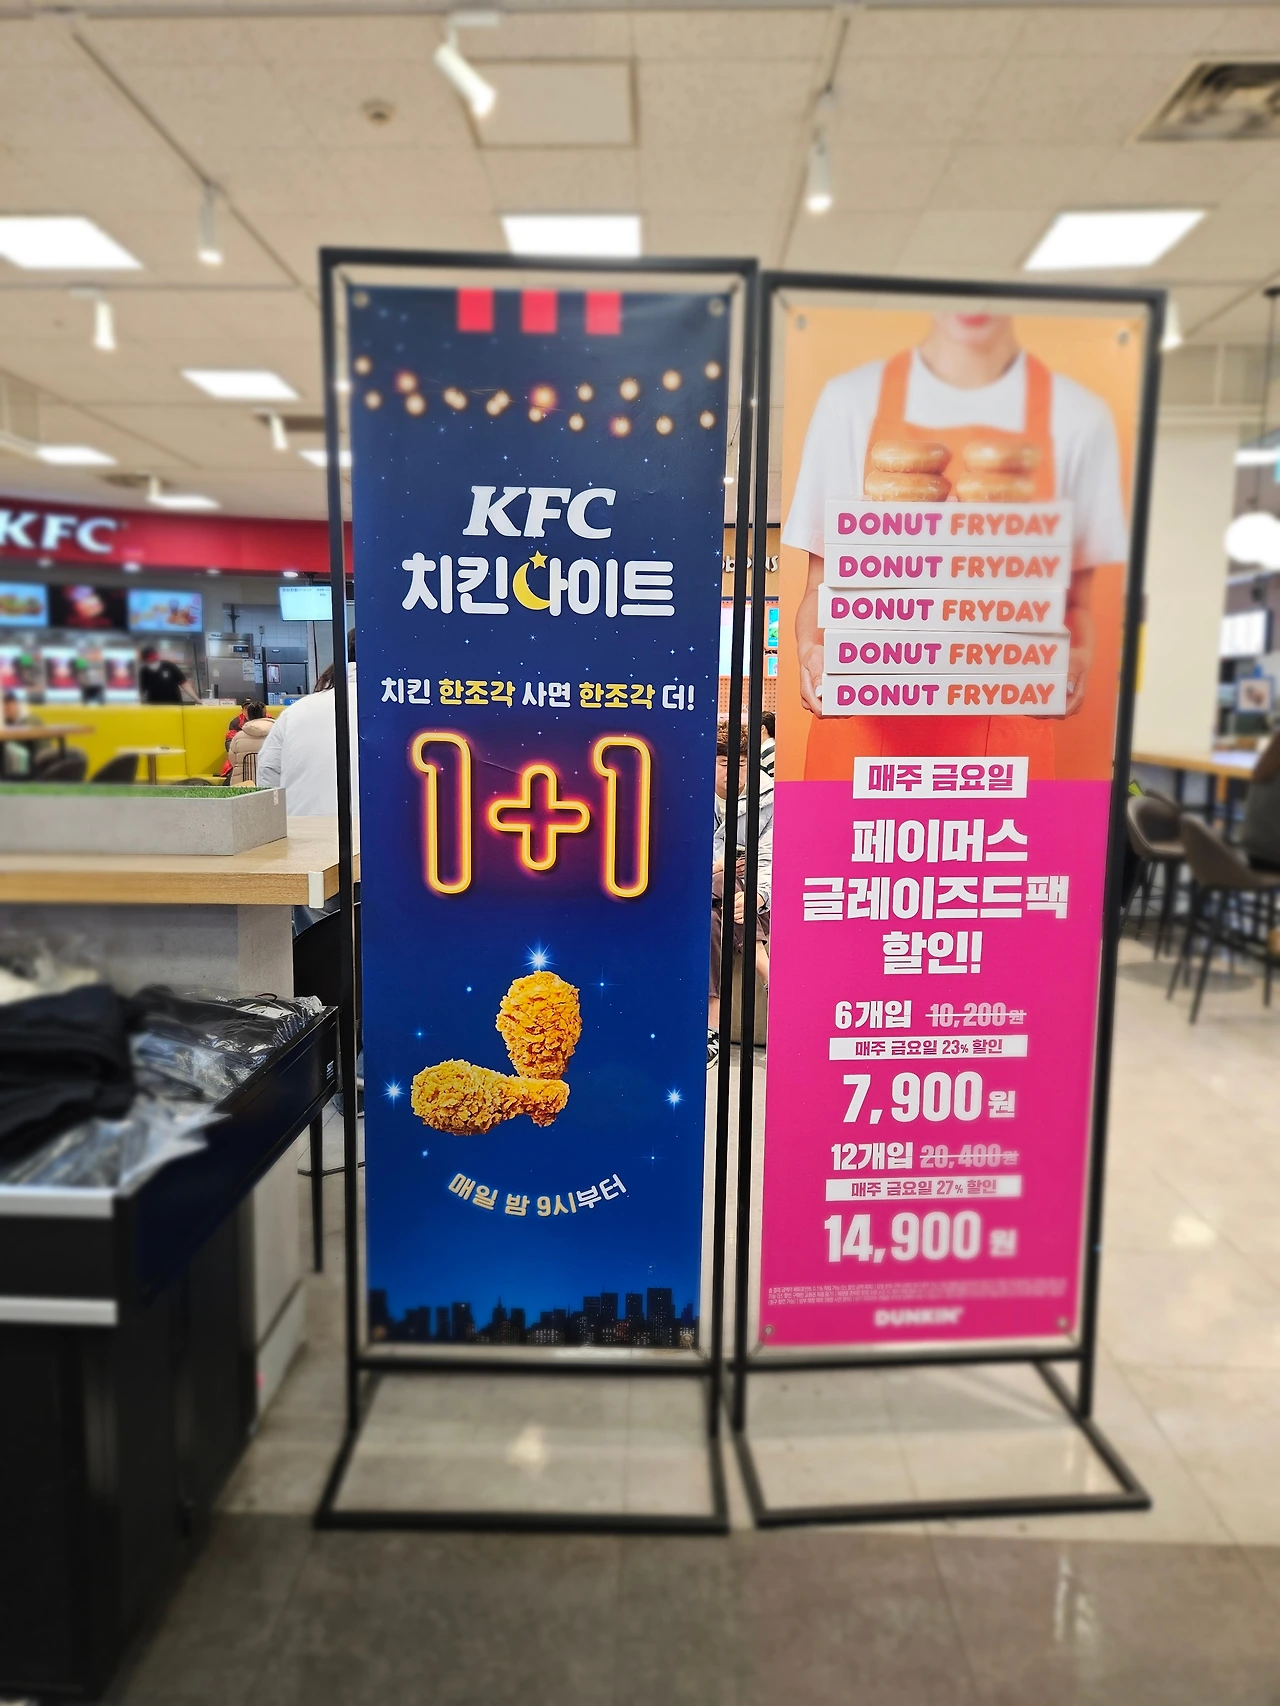 KFC
KFC
치킨나이트
치킨 한조각 사면 한조각 더!
1+1
매일 밤 9시부터
DONUT FRYDAY
DONUT FRYDAY
DONUT FRYDAY
DONUT FRYDAY
DONUT FRYDAY
매주 금요일
페이머스
글레이즈드팩
할인!
6개입 10,200원
매주 금요일 23% 할인
7,900원
12개입 20,400원
매주 금요일 27% 할인
14,900원
DUNKIN'